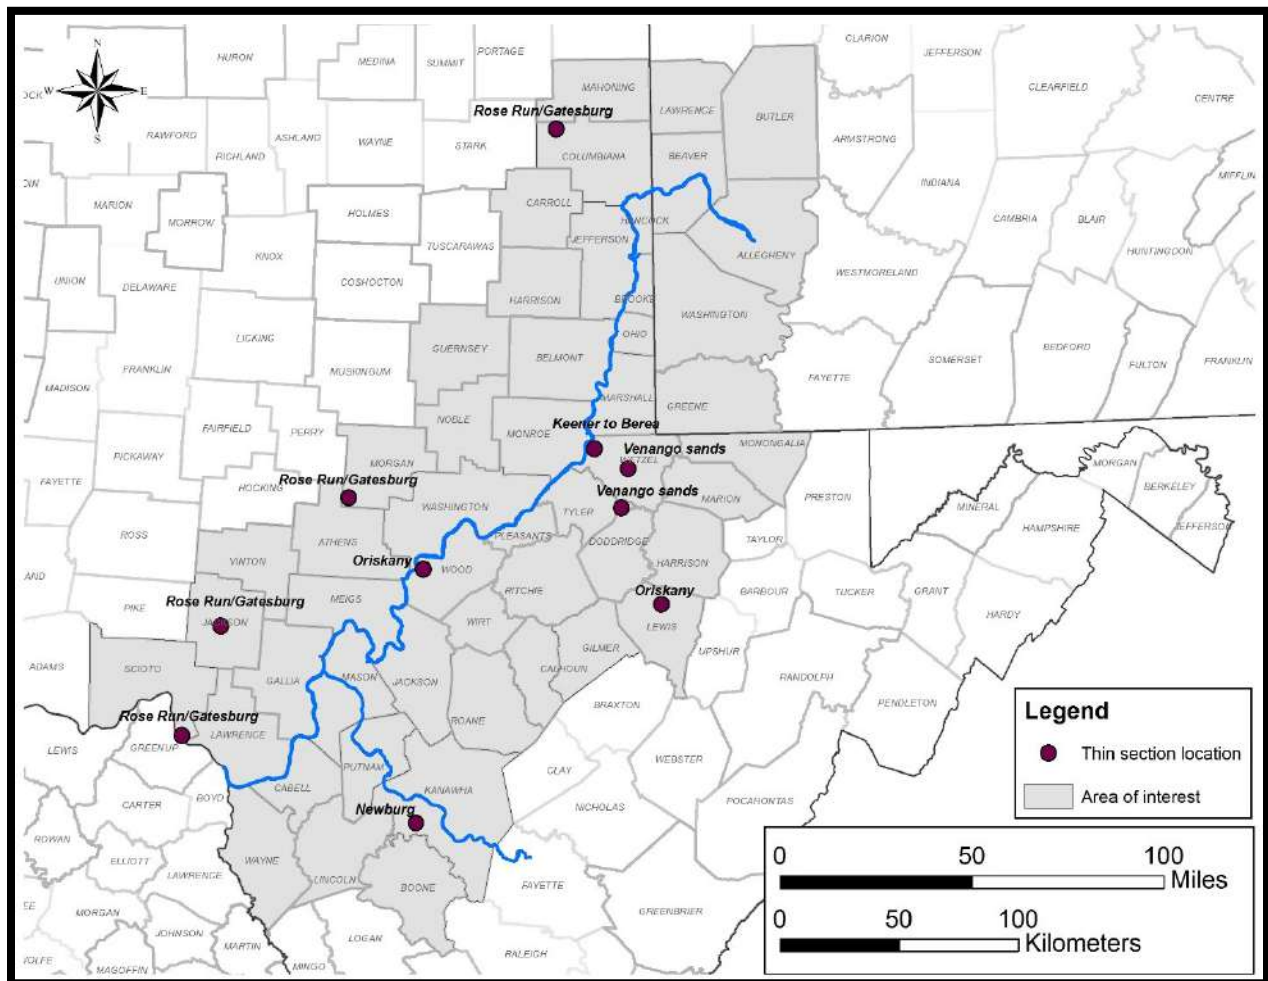 CLARION
PORTAGE
HURON
MEDINA
SUMMIT
JEFFERSON
N
MAHONING
CLEARFIELD
W
E
OCK
CENTRE
S
Rose Run/Gatesburg
LAWRENCE
BUTLER
RAWFORD
ASHLAND
WAYNE
STARK
ARMSTRONG
RICHLAND
COLUMBIANA
BEAVER
MIFFLIN
INDIANA
MARION
HOLMES
CARROLL
MORROW
CAMBRIA
BLAIR
HANCOCK
JEFFERSON
TUSCARAWAS
KNOX
ALLEGHENY
HUNTINGDON
UNION
DELAWARE
COSHOCTON
WESTMORELAND
HARRISON
BROOKE
WASHINGTON
LICKING
OHIO
GUERNSEY
BELMONT
BEDFORD
SOMERSET
FRANKLIN
MUSKINGUM
FULTON
FRANKLIN
MADISON
FAYETTE
MARSHALL
GREENE
NOBLE
Keener to Berea
FAIRFIELD
PERRY
MONROE
MONONGALIA
Venango sands
PICKAWAY
WETZEL
MORGAN
MORGAN
Rose Run/Gatesburg
FAYETTE
HOCKING
BERKELEY
Venango sands
MARION
PRESTON
WASHINGTON
MINERAL
TYLER
JEFFERSON
HAMPSHIRE
ROSS
PLEASANTS
ATHENS
DODDRIDGE
TAYLOR
Oriskany
VINTON
WOOD
HARRISON
AND
RITCHIE
Oriskany
BARBOUR
TUCKER
GRANT
MEIGS
Rose Run/Gatesburg
PIKE
HARDY
JACKSON
WIRT
LEWIS
GILMER
UPSHUR
ADAMS
SCIOTO
CALHOUN
MASON
RANDOLPH
GALLIA
JACKSON
PENDLETON
BRAXTON
Legend
Rose Run/Gatesburg
ROANE
LAWRENCE
GREENUP
LEWIS
Thin section location
WEBSTER
PUTNAM
CLAY
CABELL
KANAWHA
Area of interest
BOYD
POCAHONTAS
CARTER
NICHOLAS
Newburg
ROWAN
0 50 100
ELLIOTT
WAYNE
LAWRENCE
LINCOLN
BOONE
FAYETTE
Miles
GREENBRIER
MORGAN
0 50 100
JOHNSON
LOGAN
MARTIN
Kilometers
RALEIGH
MAGOFFIN
MINGO